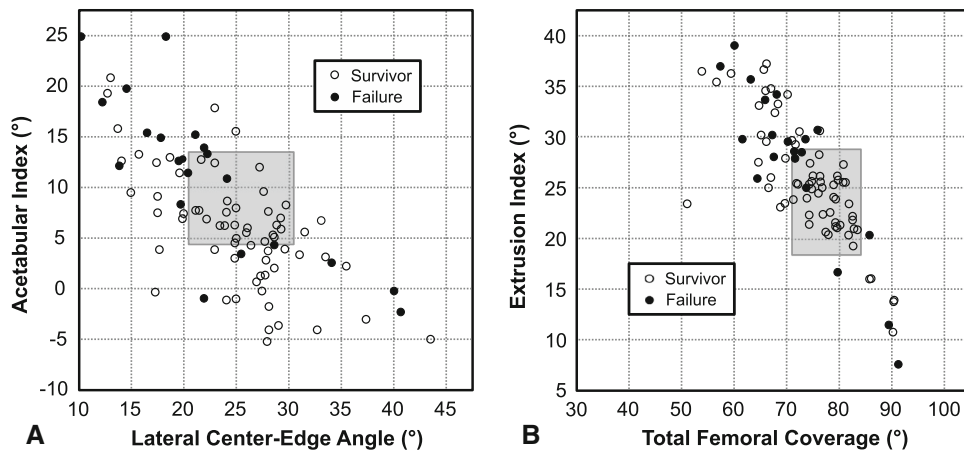 25
20
15
10
5
0
-5
-10
10 15 20 25 30 35 40 45
Acetabular Index (°)
Lateral Center-Edge Angle (°)
Survivor
Failure
A
40
35
30
25
20
15
10
5
30 40 50 60 70 80 90 100
Extrusion Index (°)
Total Femoral Coverage (°)
Survivor
Failure
B